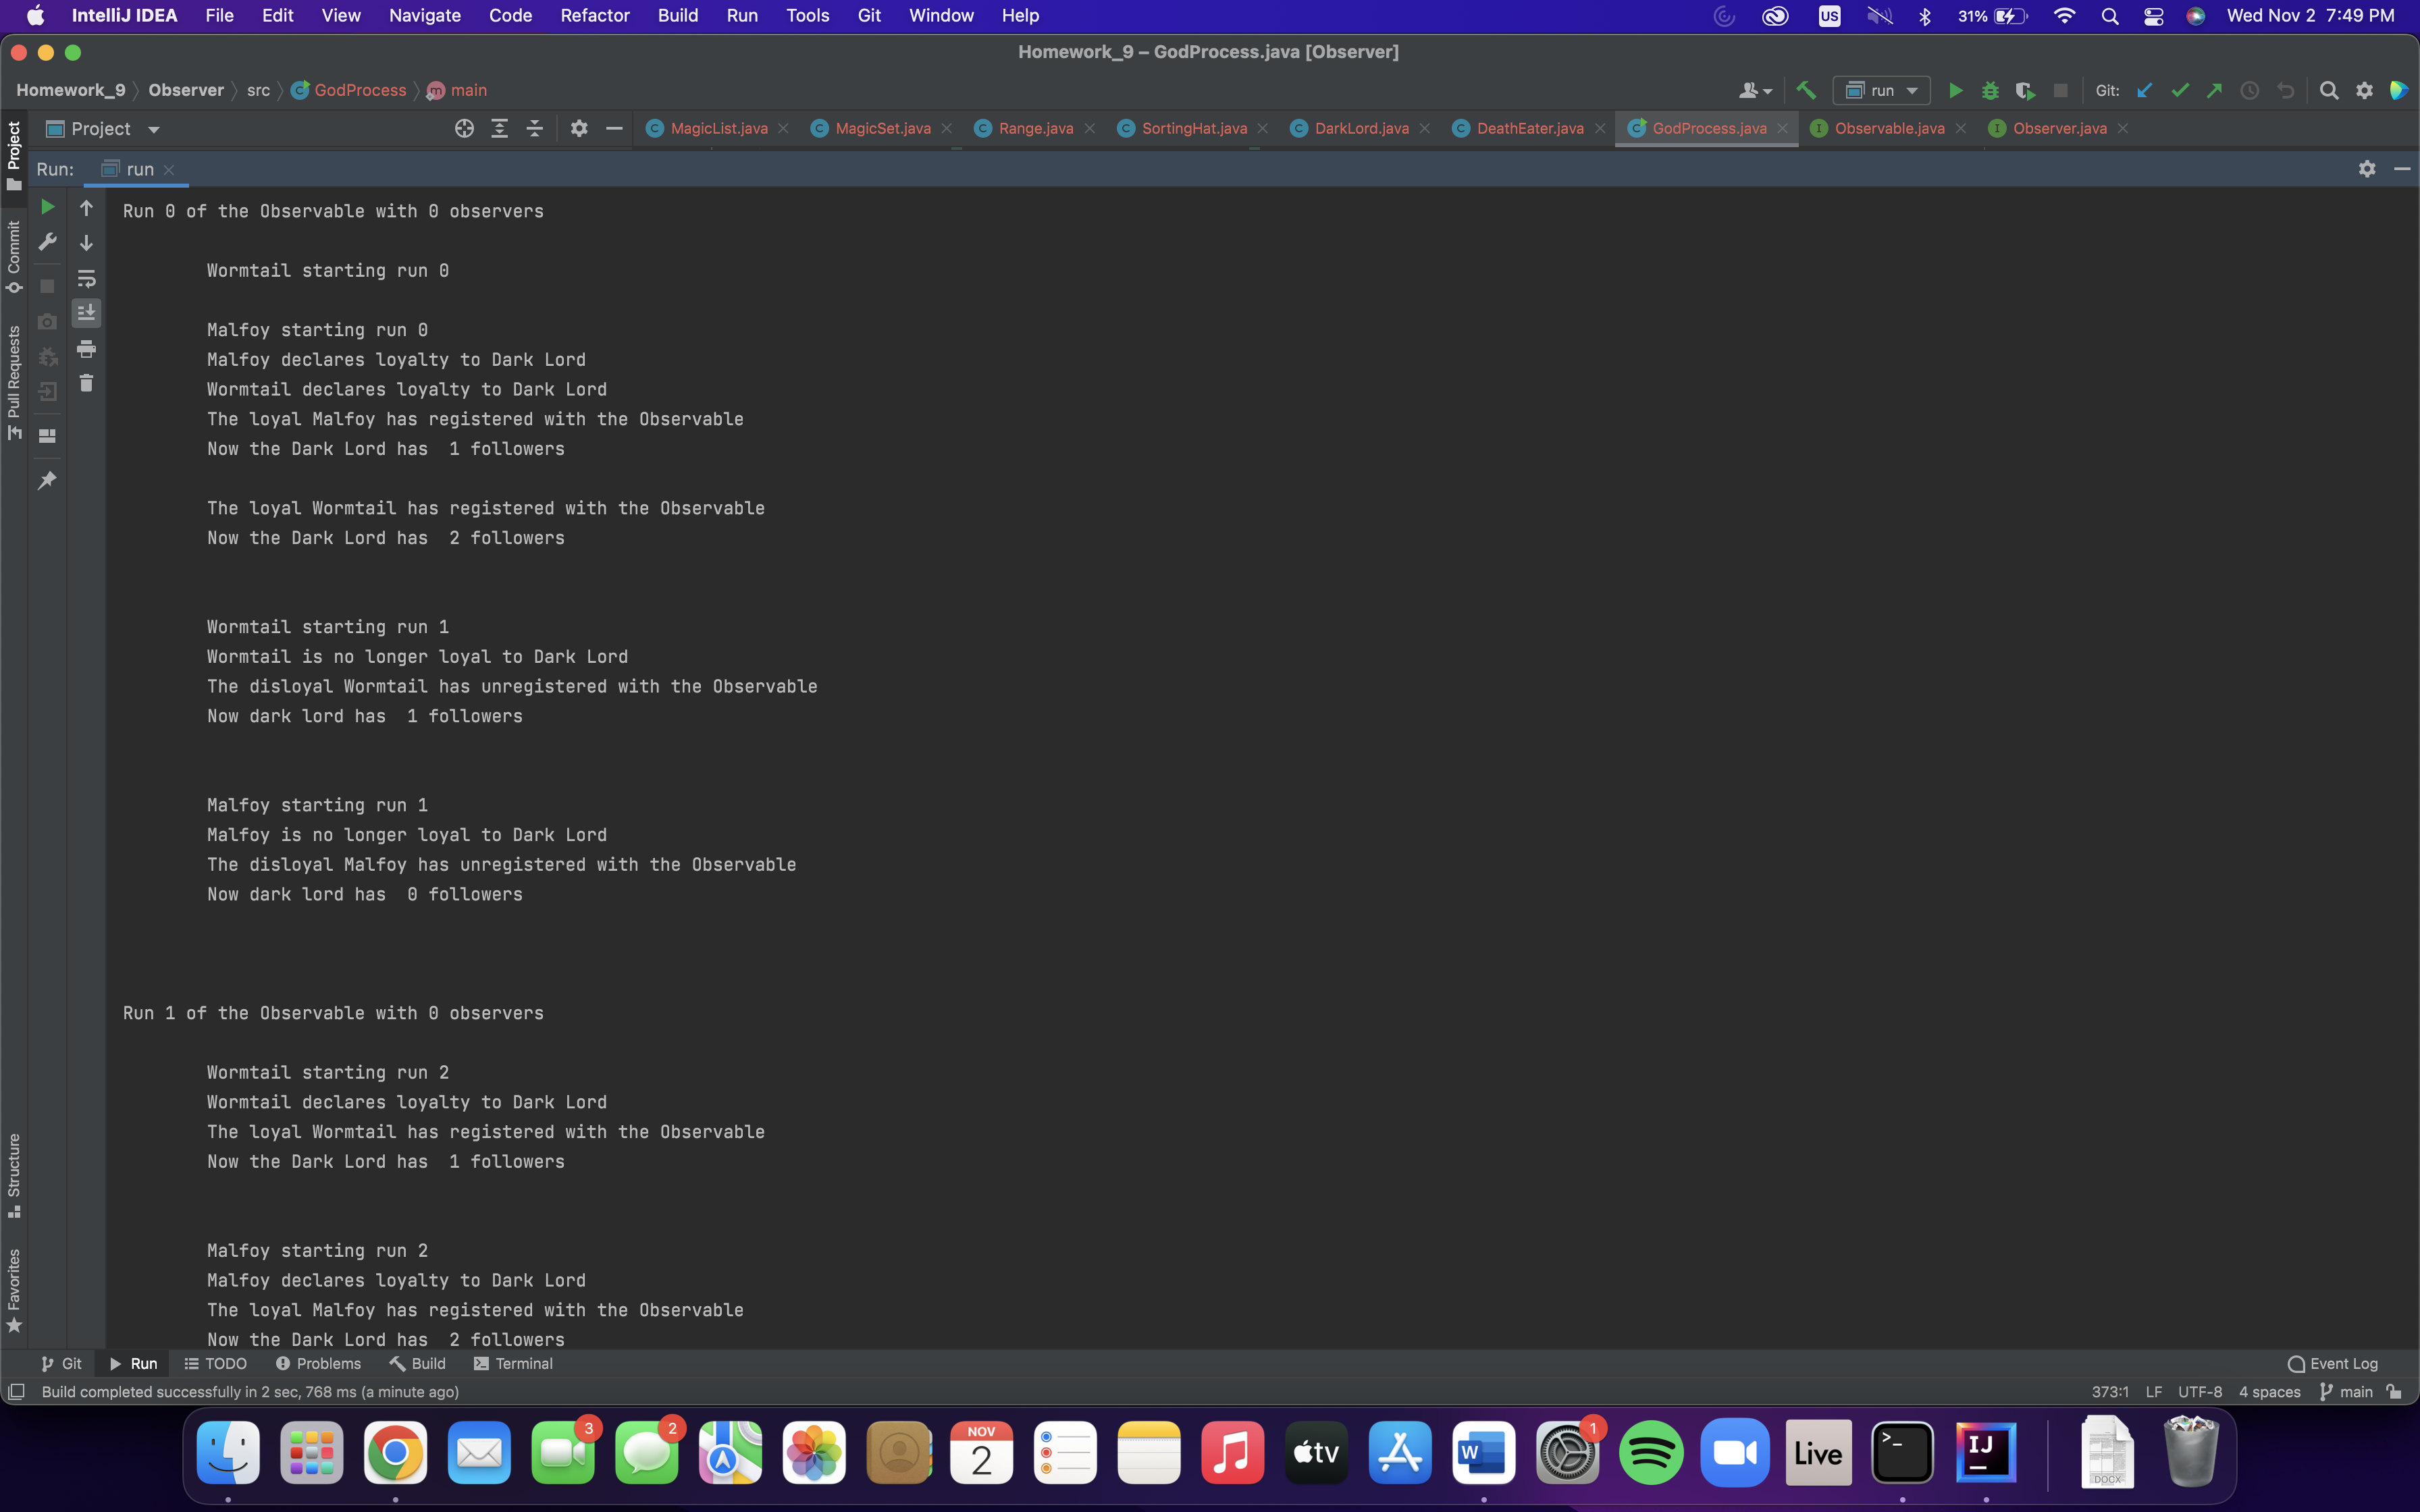 IntelliJ IDEA File Edit View Navigate Code Refactor Build Run Tools Git Window Help US 31% Wed Nov 2 7:49 PM
Homework_9 – GodProcess.java [Observer]
Homework_9 Observer src GodProcess main run Git:
Project MagicList.java MagicSet.java Range.java SortingHat.java DarkLord.java DeathEater.java GodProcess.java Observable.java Observer.java
Run: run
Project
Commit
Pull Requests
Structure
Favorites
Run 0 of the Observable with 0 observers
Wormtail starting run 0
Malfoy starting run 0
Malfoy declares loyalty to Dark Lord
Wormtail declares loyalty to Dark Lord
The loyal Malfoy has registered with the Observable
Now the Dark Lord has  1 followers
The loyal Wormtail has registered with the Observable
Now the Dark Lord has  2 followers
Wormtail starting run 1
Wormtail is no longer loyal to Dark Lord
The disloyal Wormtail has unregistered with the Observable
Now dark lord has  1 followers
Malfoy starting run 1
Malfoy is no longer loyal to Dark Lord
The disloyal Malfoy has unregistered with the Observable
Now dark lord has  0 followers
Run 1 of the Observable with 0 observers
Wormtail starting run 2
Wormtail declares loyalty to Dark Lord
The loyal Wormtail has registered with the Observable
Now the Dark Lord has  1 followers
Malfoy starting run 2
Malfoy declares loyalty to Dark Lord
The loyal Malfoy has registered with the Observable
Now the Dark Lord has  2 followers
Git Run TODO Problems Build Terminal Event Log
Build completed successfully in 2 sec, 768 ms (a minute ago) 373:1 LF UTF-8 4 spaces main
3 2 NOV 2 tv W 1 Live >_ IJ DOCX